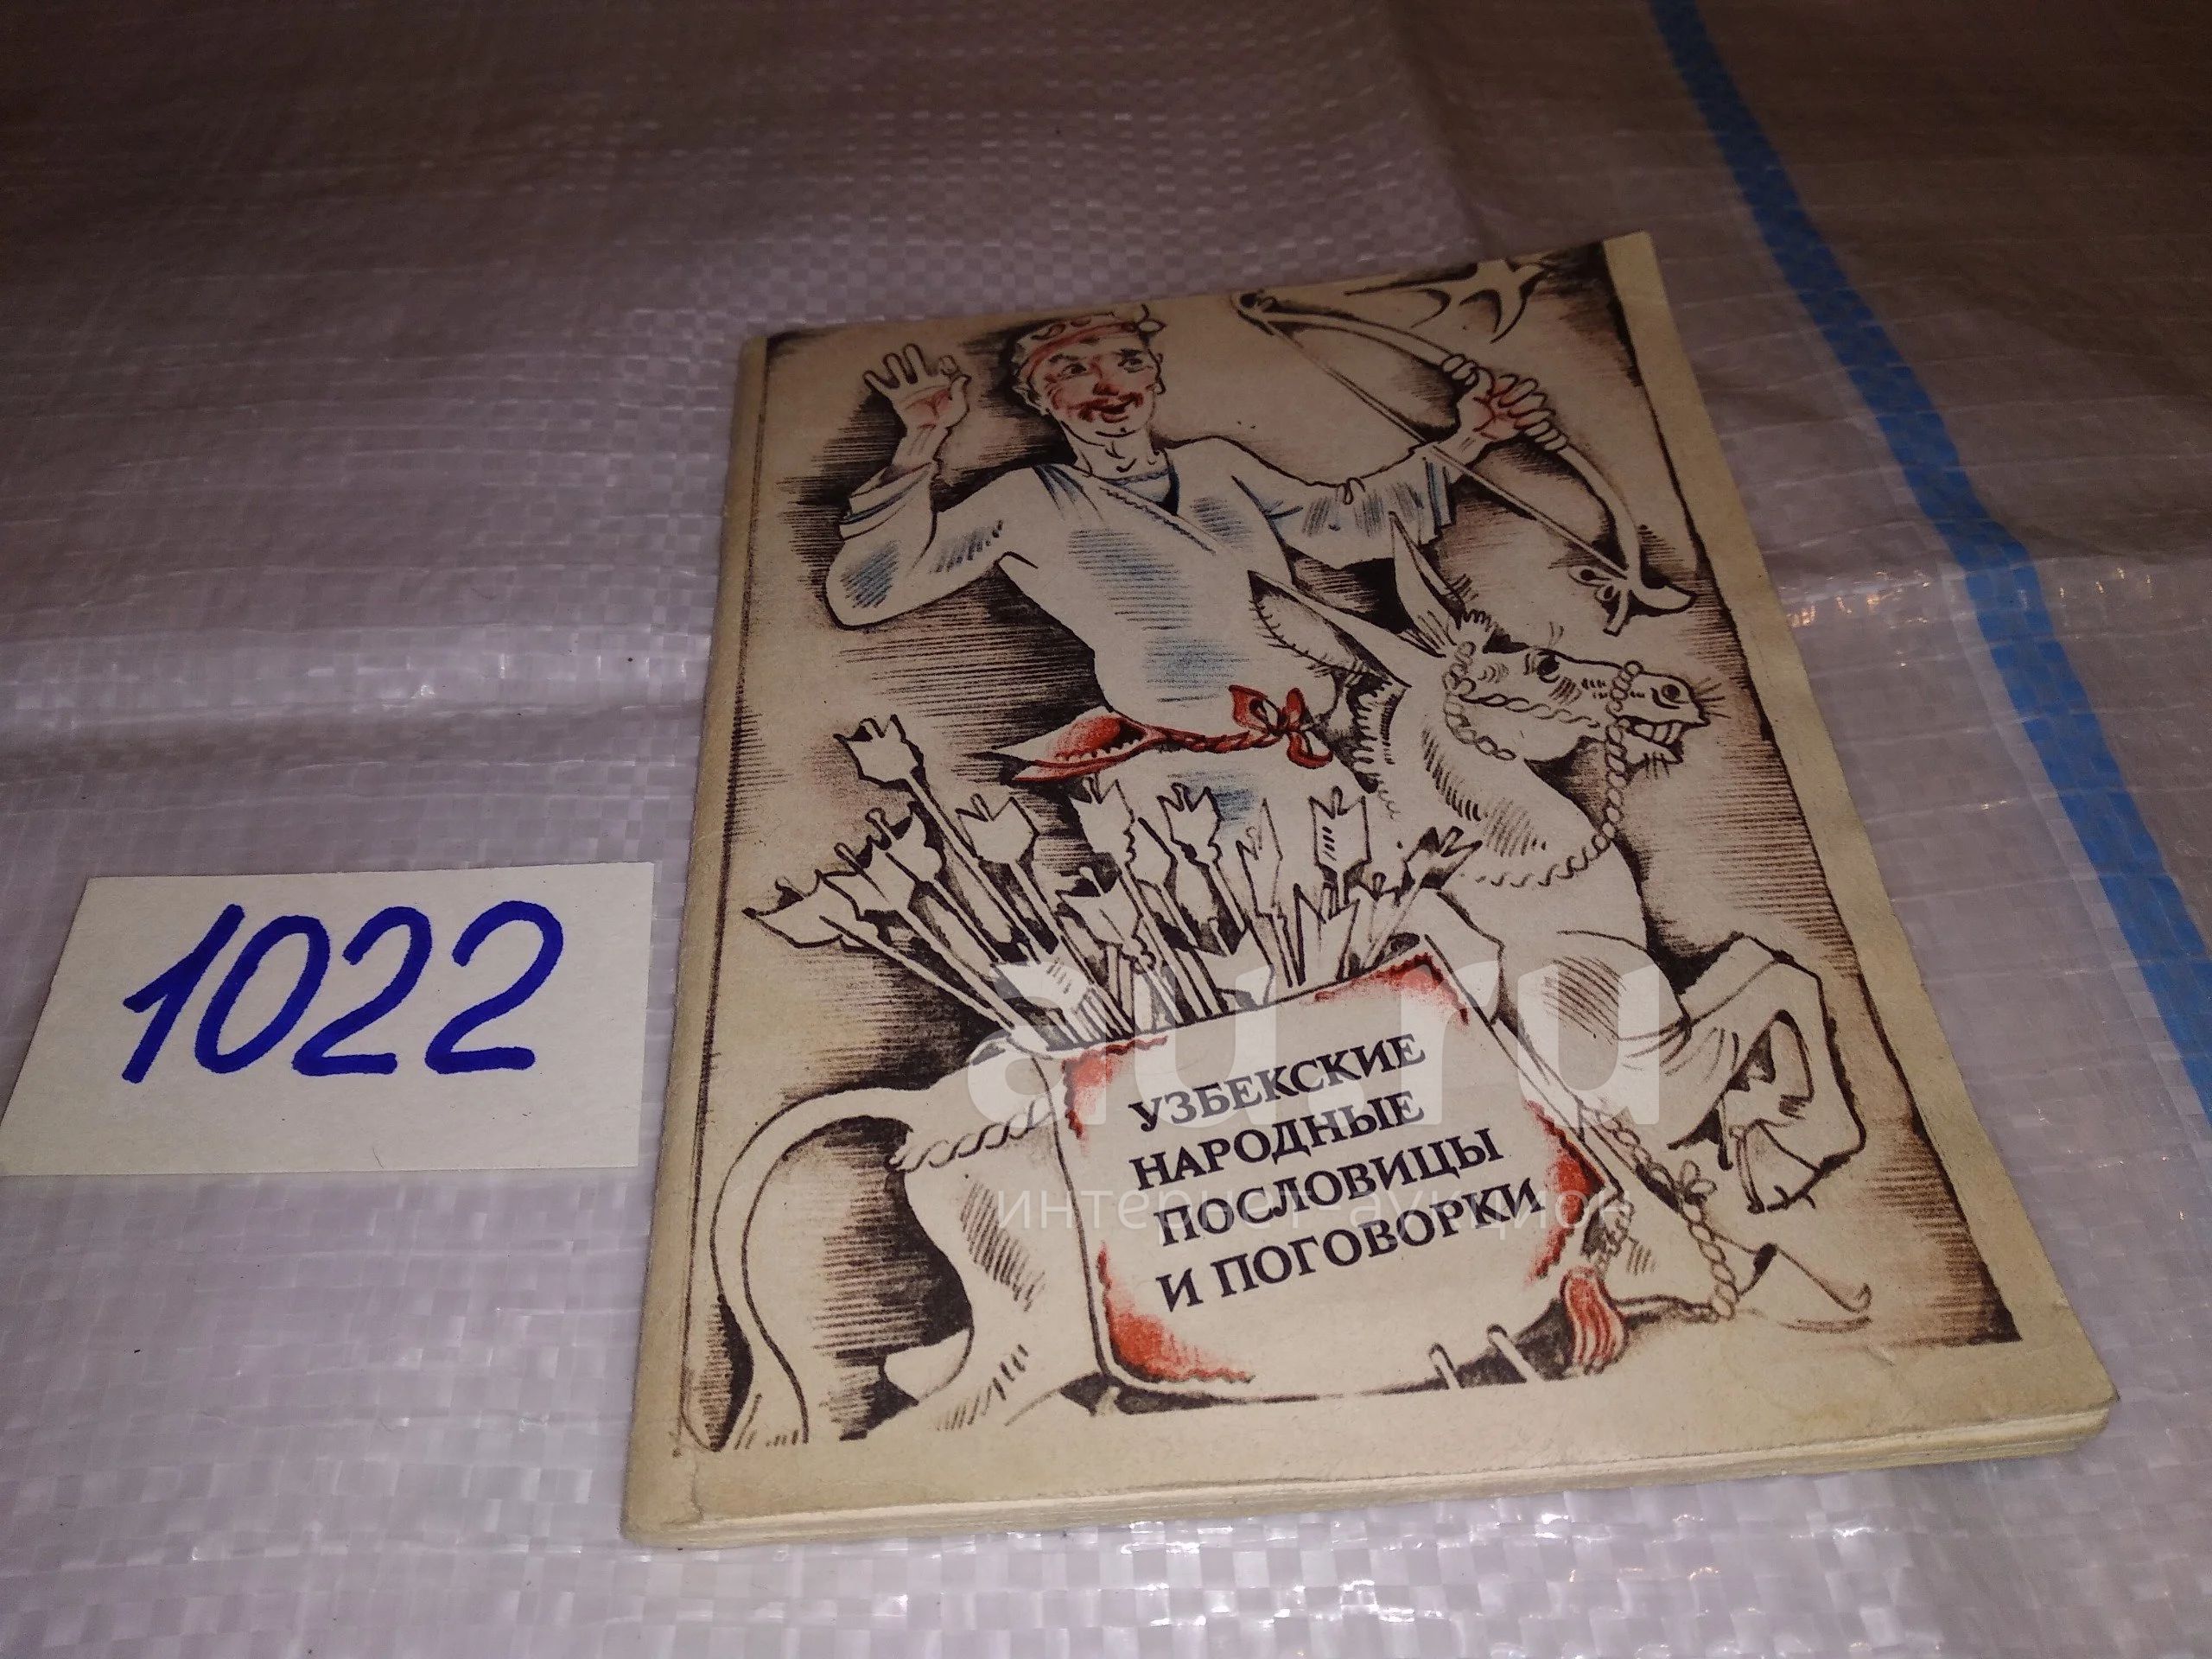 1022
УЗБЕКСКИЕ
НАРОДНЫЕ
ПОСЛОВИЦЫ
И ПОГОВОРКИ
au.ru
интернет-аукцион